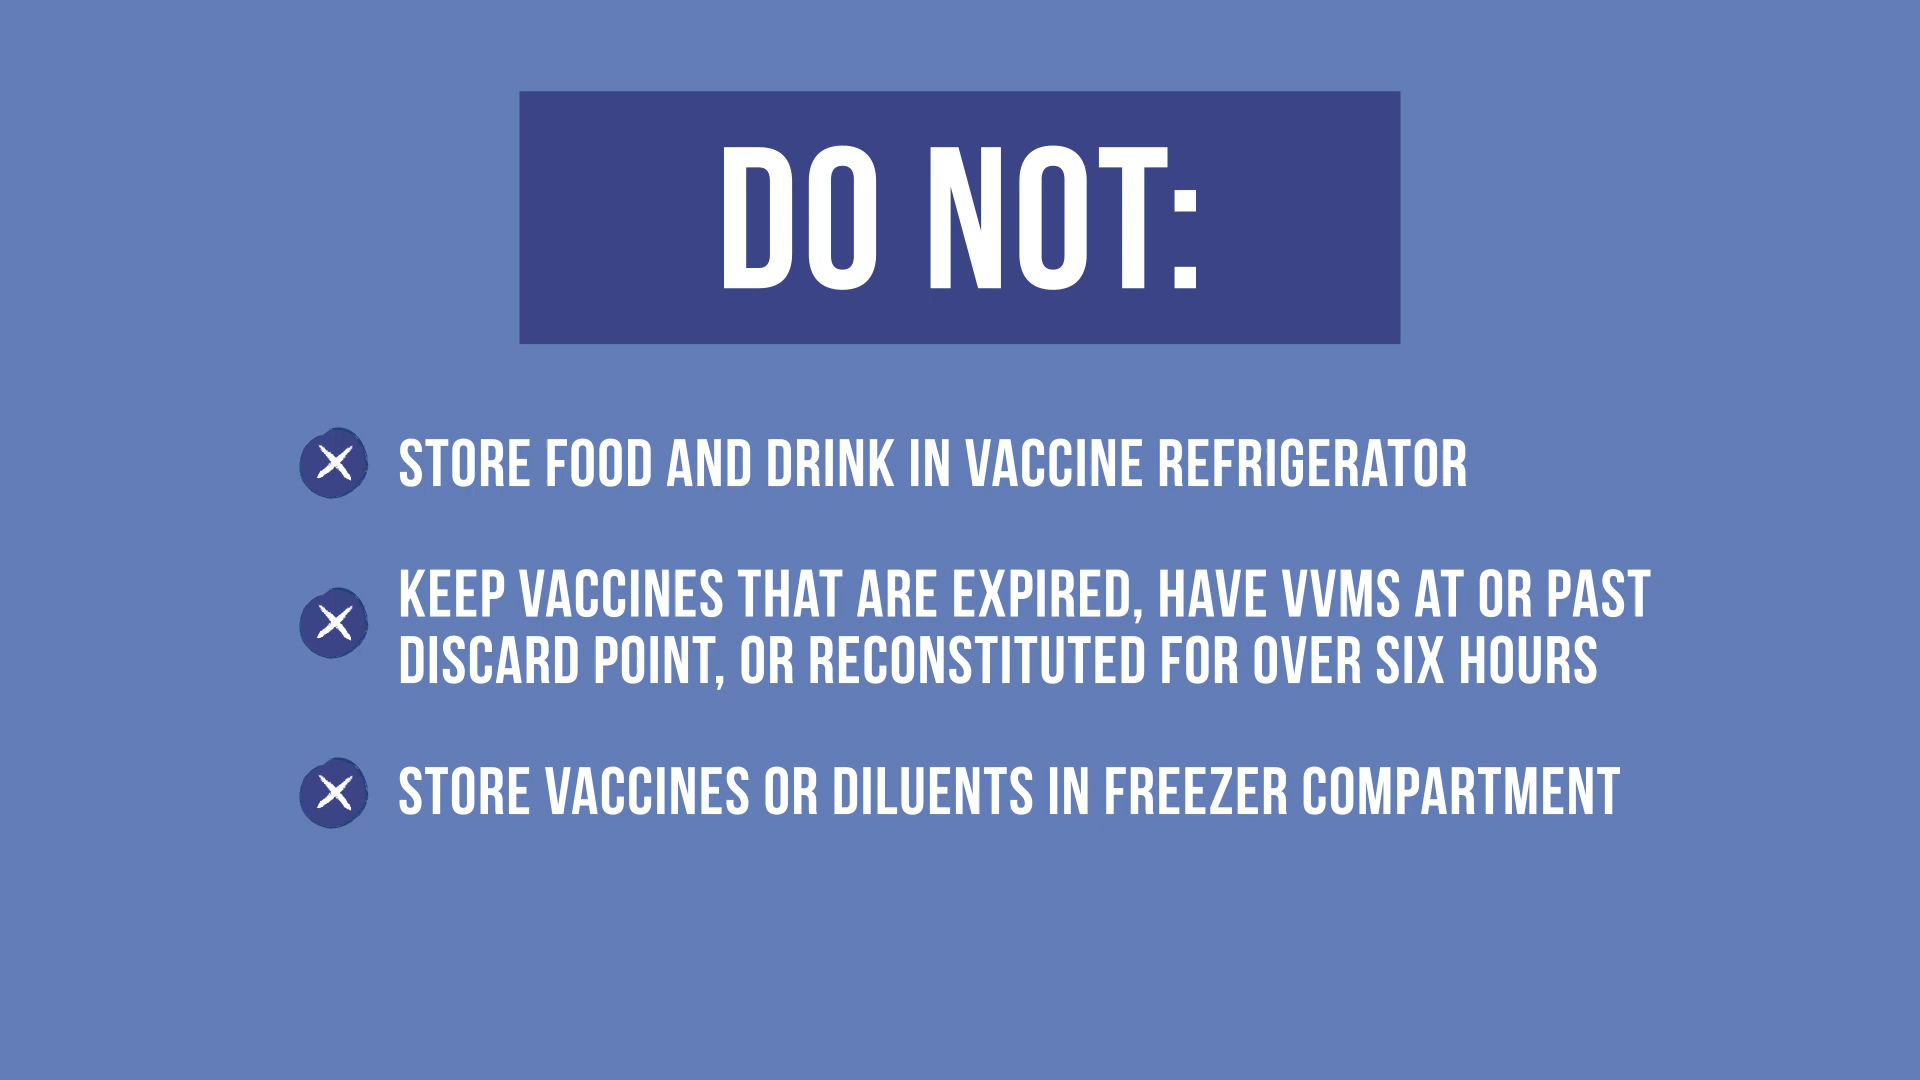 DO NOT:
STORE FOOD AND DRINK IN VACCINE REFRIGERATOR
KEEP VACCINES THAT ARE EXPIRED, HAVE VVMS AT OR PAST
DISCARD POINT, OR RECONSTITUTED FOR OVER SIX HOURS
STORE VACCINES OR DILUENTS IN FREEZER COMPARTMENT